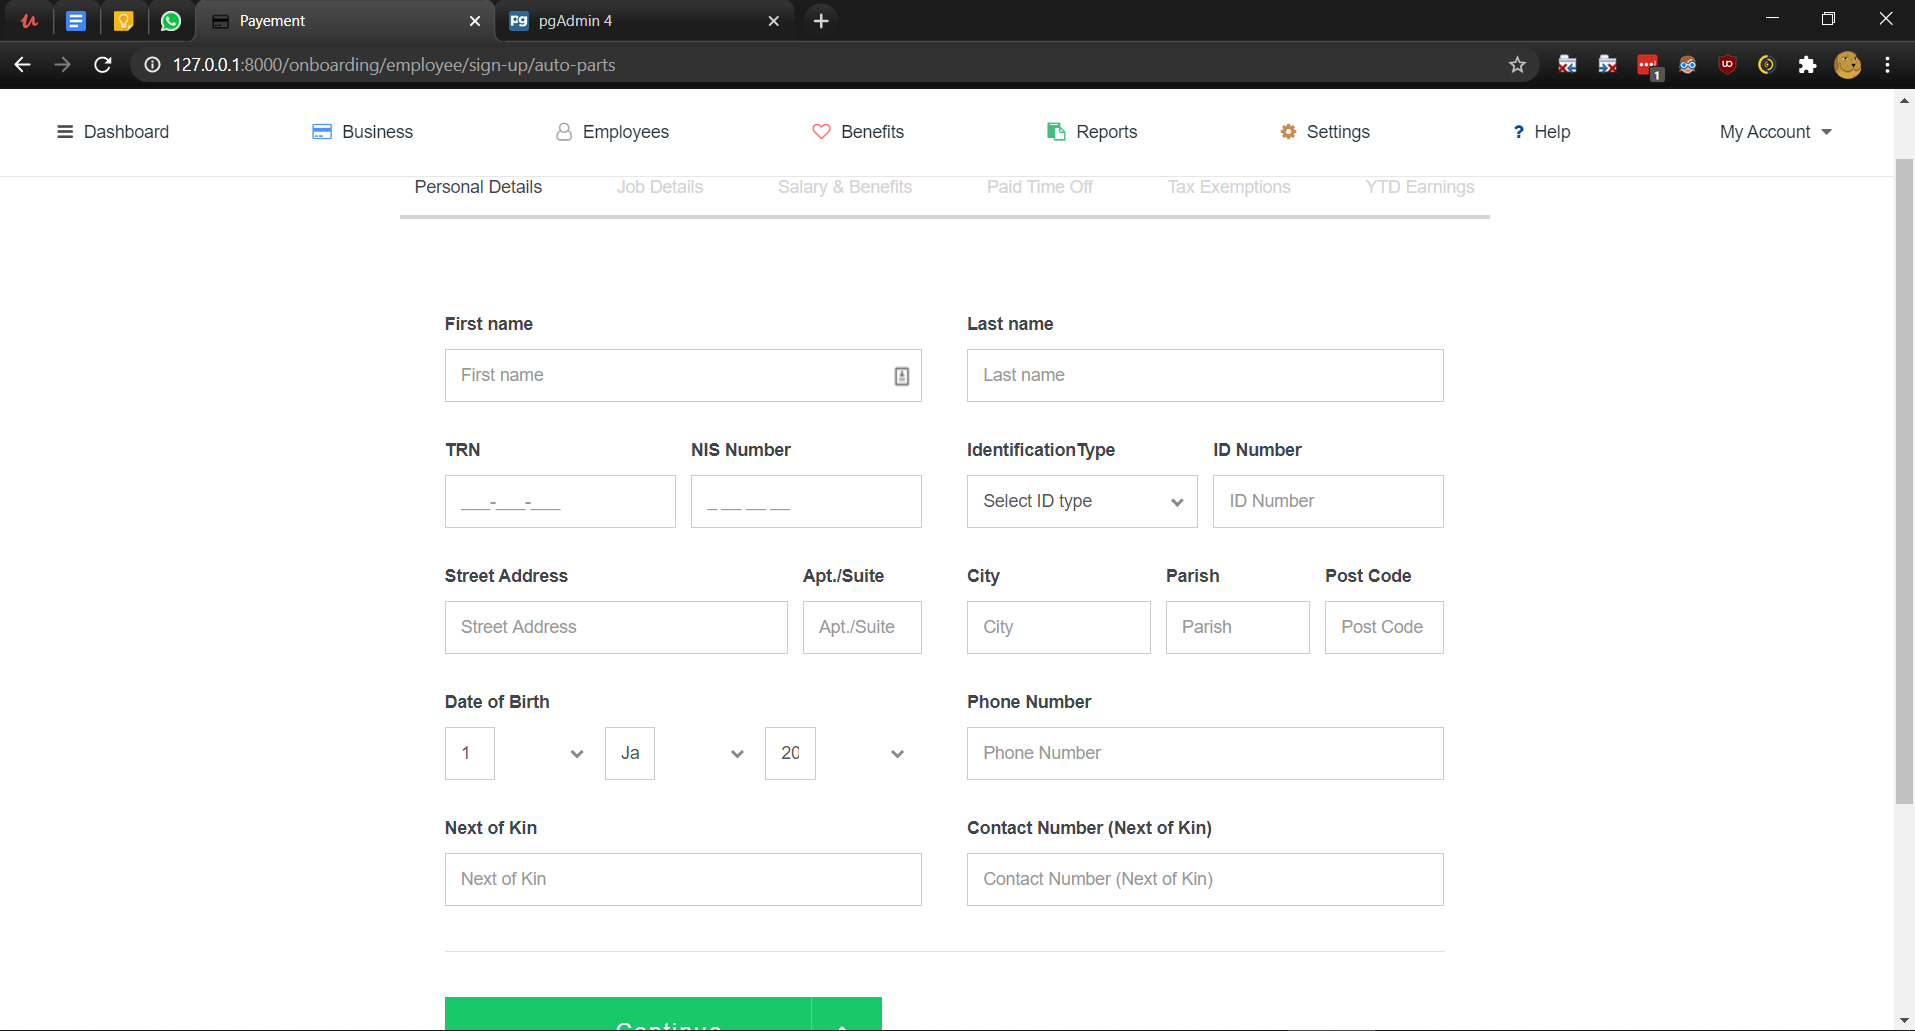 Payement
pgAdmin 4
127.0.0.1:8000/onboarding/employee/sign-up/auto-parts
1
Dashboard Business Employees Benefits Reports Settings ? Help My Account
Personal Details Job Details Salary & Benefits Paid Time Off Tax Exemptions YTD Earnings
First name Last name
First name Last name
TRN NIS Number IdentificationType ID Number
___-___-___ _ __ __ __ Select ID type ID Number
Street Address Apt./Suite City Parish Post Code
Street Address Apt./Suite City Parish Post Code
Date of Birth Phone Number
1 Ja 20 Phone Number
Next of Kin Contact Number (Next of Kin)
Next of Kin Contact Number (Next of Kin)
Continue